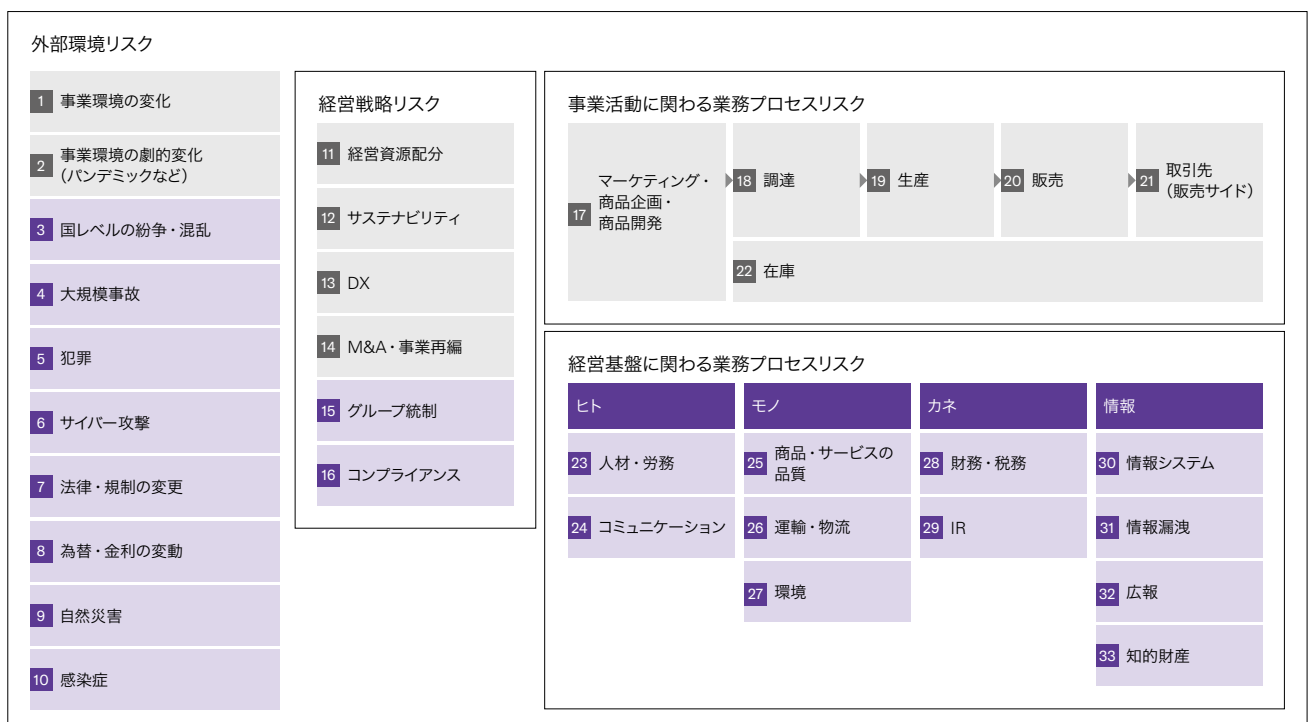 外部環境リスク
1 事業環境の変化
2 事業環境の劇的変化
（パンデミックなど）
3 国レベルの紛争・混乱
4 大規模事故
5 犯罪
6 サイバー攻撃
7 法律・規制の変更
8 為替・金利の変動
9 自然災害
10 感染症
経営戦略リスク
11 経営資源配分
12 サステナビリティ
13 DX
14 M&A・事業再編
15 グループ統制
16 コンプライアンス
事業活動に関わる業務プロセスリスク
17 マーケティング・
商品企画・
商品開発
18 調達
19 生産
20 販売
21 取引先
（販売サイド）
22 在庫
経営基盤に関わる業務プロセスリスク
ヒト
23 人材・労務
24 コミュニケーション
モノ
25 商品・サービスの
品質
26 運輸・物流
27 環境
カネ
28 財務・税務
29 IR
情報
30 情報システム
31 情報漏洩
32 広報
33 知的財産